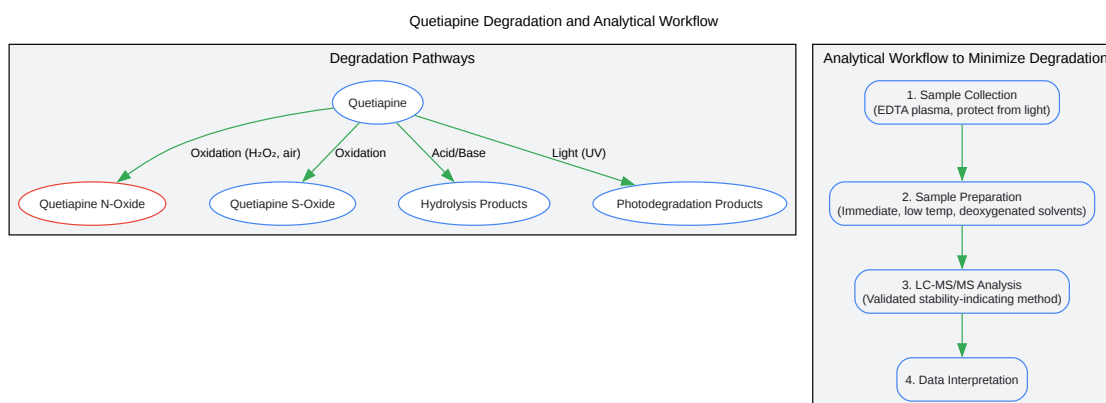 Quetiapine Degradation and Analytical Workflow
Degradation Pathways
Quetiapine
Oxidation (H₂O₂, air)
Oxidation
Acid/Base
Light (UV)
Quetiapine N-Oxide
Quetiapine S-Oxide
Hydrolysis Products
Photodegradation Products
Analytical Workflow to Minimize Degradation
1. Sample Collection
(EDTA plasma, protect from light)
2. Sample Preparation
(Immediate, low temp, deoxygenated solvents)
3. LC-MS/MS Analysis
(Validated stability-indicating method)
4. Data Interpretation